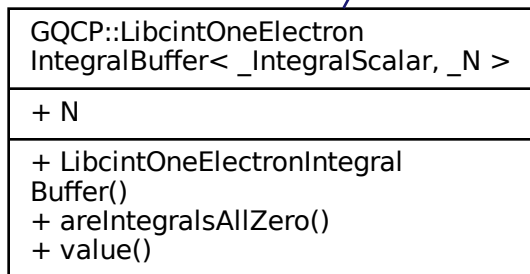 GQCP::LibcintOneElectron
IntegralBuffer< _IntegralScalar, _N >
+ N
+ LibcintOneElectronIntegral
Buffer()
+ areIntegralsAllZero()
+ value()